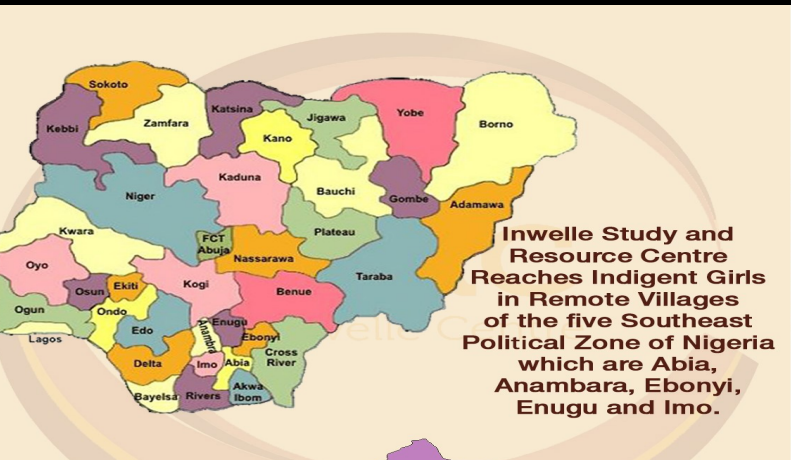 Sokoto
Kebbi
Zamfara
Katsina
Kano
Jigawa
Yobe
Borno
Niger
Kaduna
Bauchi
Gombe
Adamawa
Kwara
FCT
Abuja
Plateau
Nassarawa
Taraba
Oyo
Osun
Ekiti
Kogi
Benue
Ogun
Ondo
Lagos
Edo
Anambra
Enugu
Ebonyi
Cross
River
Delta
Imo
Abia
Bayelsa
Rivers
Akwa
Ibom
Inwelle Study and
Resource Centre
Reaches Indigent Girls
in Remote Villages
of the five Southeast
Political Zone of Nigeria
which are Abia,
Anambara, Ebonyi,
Enugu and Imo.